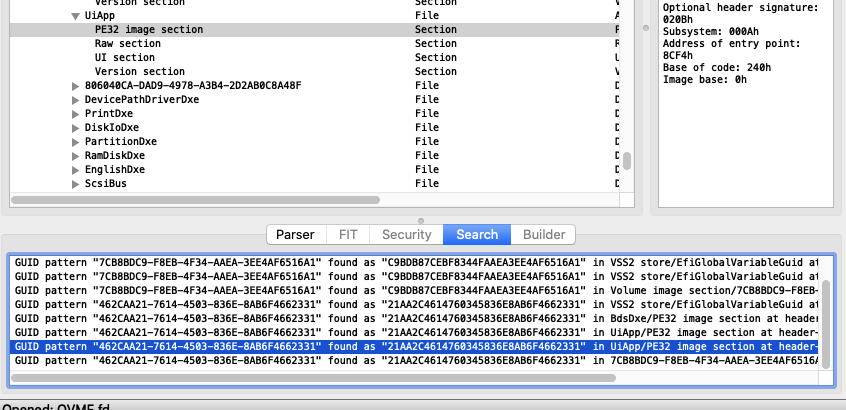 Version section
UiApp File
PE32 image section Section
Raw section Section
UI section Section
Version section Section
806040CA-DAD9-4978-A3B4-2D2AB0C8A48F File
DevicePathDriverDxe File
PrintDxe File
DiskIoDxe File
PartitionDxe File
RamDiskDxe File
EnglishDxe File
ScsiBus File
Optional header signature:
020Bh
Subsystem: 000Ah
Address of entry point:
8CF4h
Base of code: 240h
Image base: 0h
Parser FIT Security Search Builder
GUID pattern "7CB8BDC9-F8EB-4F34-AAEA-3EE4AF6516A1" found as "C9BDB87CEBF8344FAAEA3EE4AF6516A1" in VSS2 store/EfiGlobalVariableGuid at
GUID pattern "7CB8BDC9-F8EB-4F34-AAEA-3EE4AF6516A1" found as "C9BDB87CEBF8344FAAEA3EE4AF6516A1" in VSS2 store/EfiGlobalVariableGuid at
GUID pattern "7CB8BDC9-F8EB-4F34-AAEA-3EE4AF6516A1" found as "C9BDB87CEBF8344FAAEA3EE4AF6516A1" in Volume image section/7CB8BDC9-F8EB-
GUID pattern "462CAA21-7614-4503-836E-8AB6F4662331" found as "21AA2C4614760345836E8AB6F4662331" in VSS2 store/EfiGlobalVariableGuid at
GUID pattern "462CAA21-7614-4503-836E-8AB6F4662331" found as "21AA2C4614760345836E8AB6F4662331" in BdsDxe/PE32 image section at header
GUID pattern "462CAA21-7614-4503-836E-8AB6F4662331" found as "21AA2C4614760345836E8AB6F4662331" in UiApp/PE32 image section at header-
GUID pattern "462CAA21-7614-4503-836E-8AB6F4662331" found as "21AA2C4614760345836E8AB6F4662331" in UiApp/PE32 image section at header-
GUID pattern "462CAA21-7614-4503-836E-8AB6F4662331" found as "21AA2C4614760345836E8AB6F4662331" in 7CB8BDC9-F8EB-4F34-AAEA-3EE4AF6516A
Opened: OVMF.fd